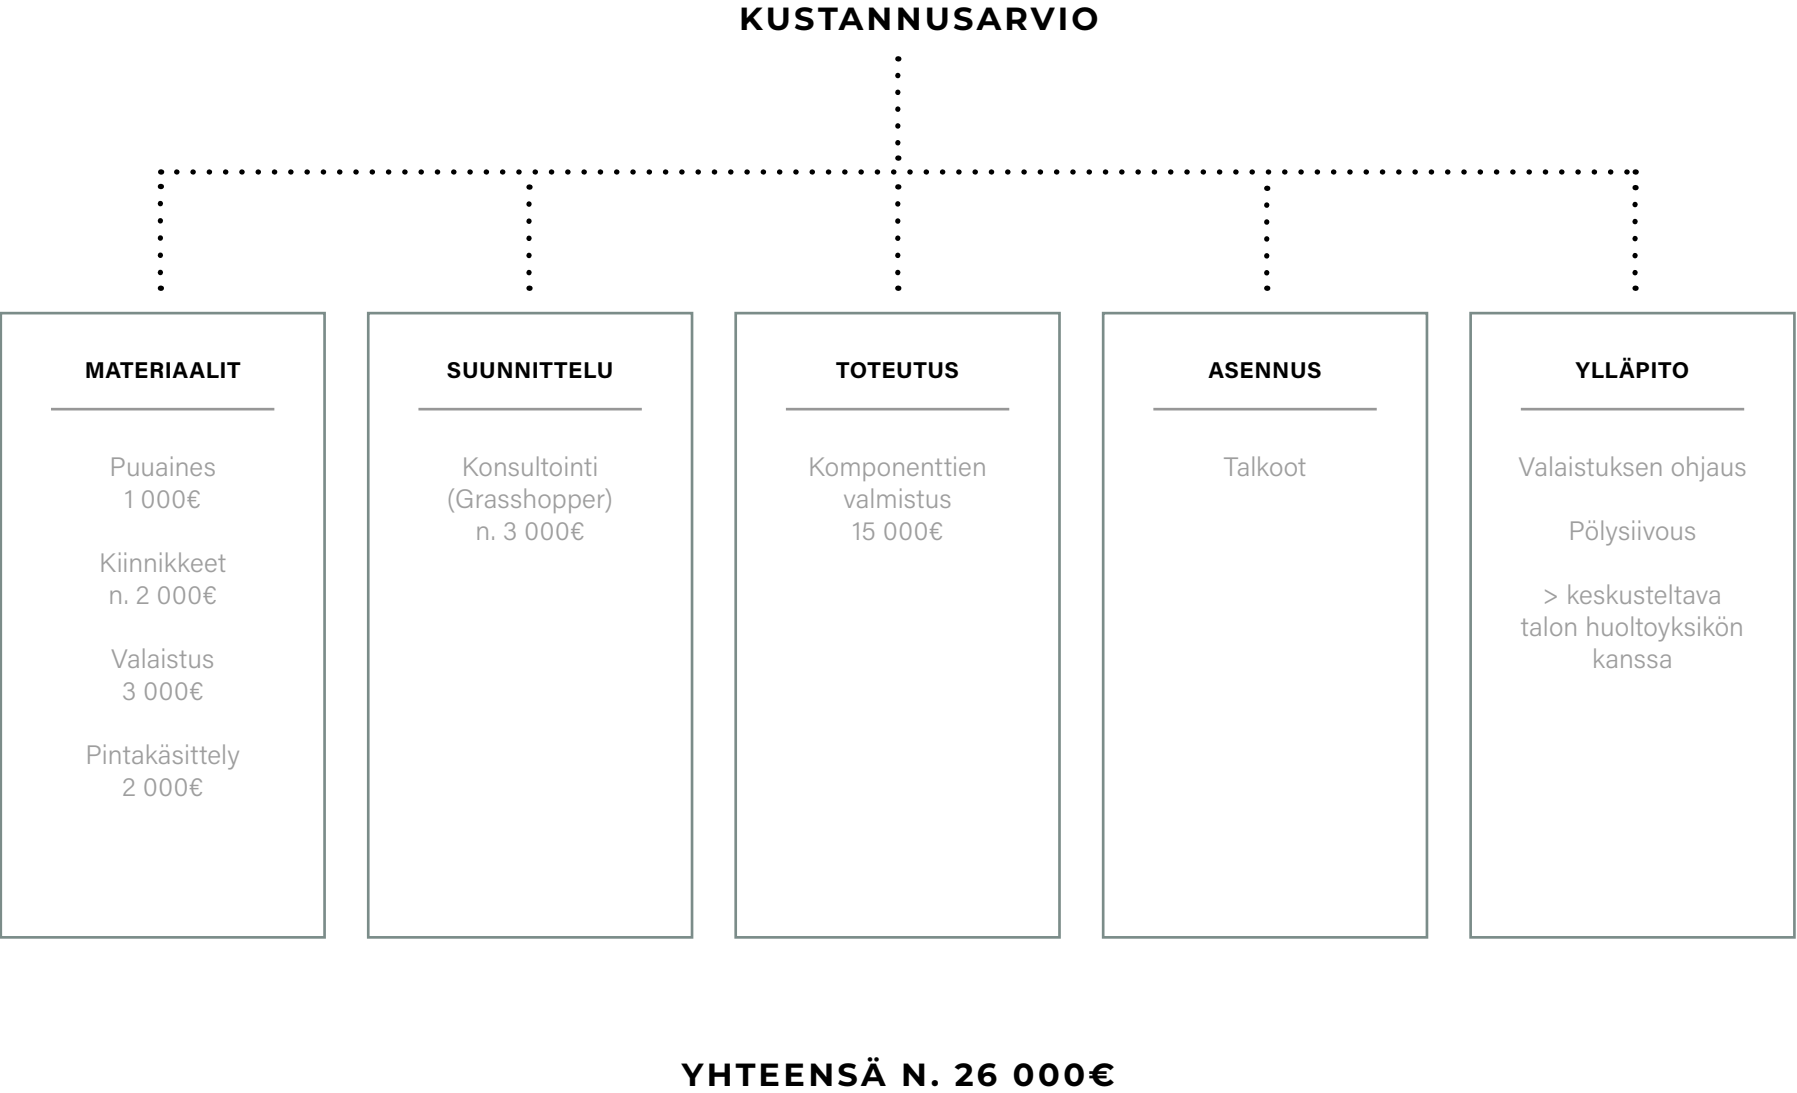 KUSTANNUSARVIO
MATERIAALIT
Puuaines
1 000€
Kiinnikkeet
n. 2 000€
Valaistus
3 000€
Pintakäsittely
2 000€
SUUNNITTELU
Konsultointi
(Grasshopper)
n. 3 000€
TOTEUTUS
Komponenttien
valmistus
15 000€
ASENNUS
Talkoot
YLLÄPITO
Valaistuksen ohjaus
Pölysiivous
> keskusteltava
talon huoltoyksikön
kanssa
YHTEENSÄ N. 26 000€